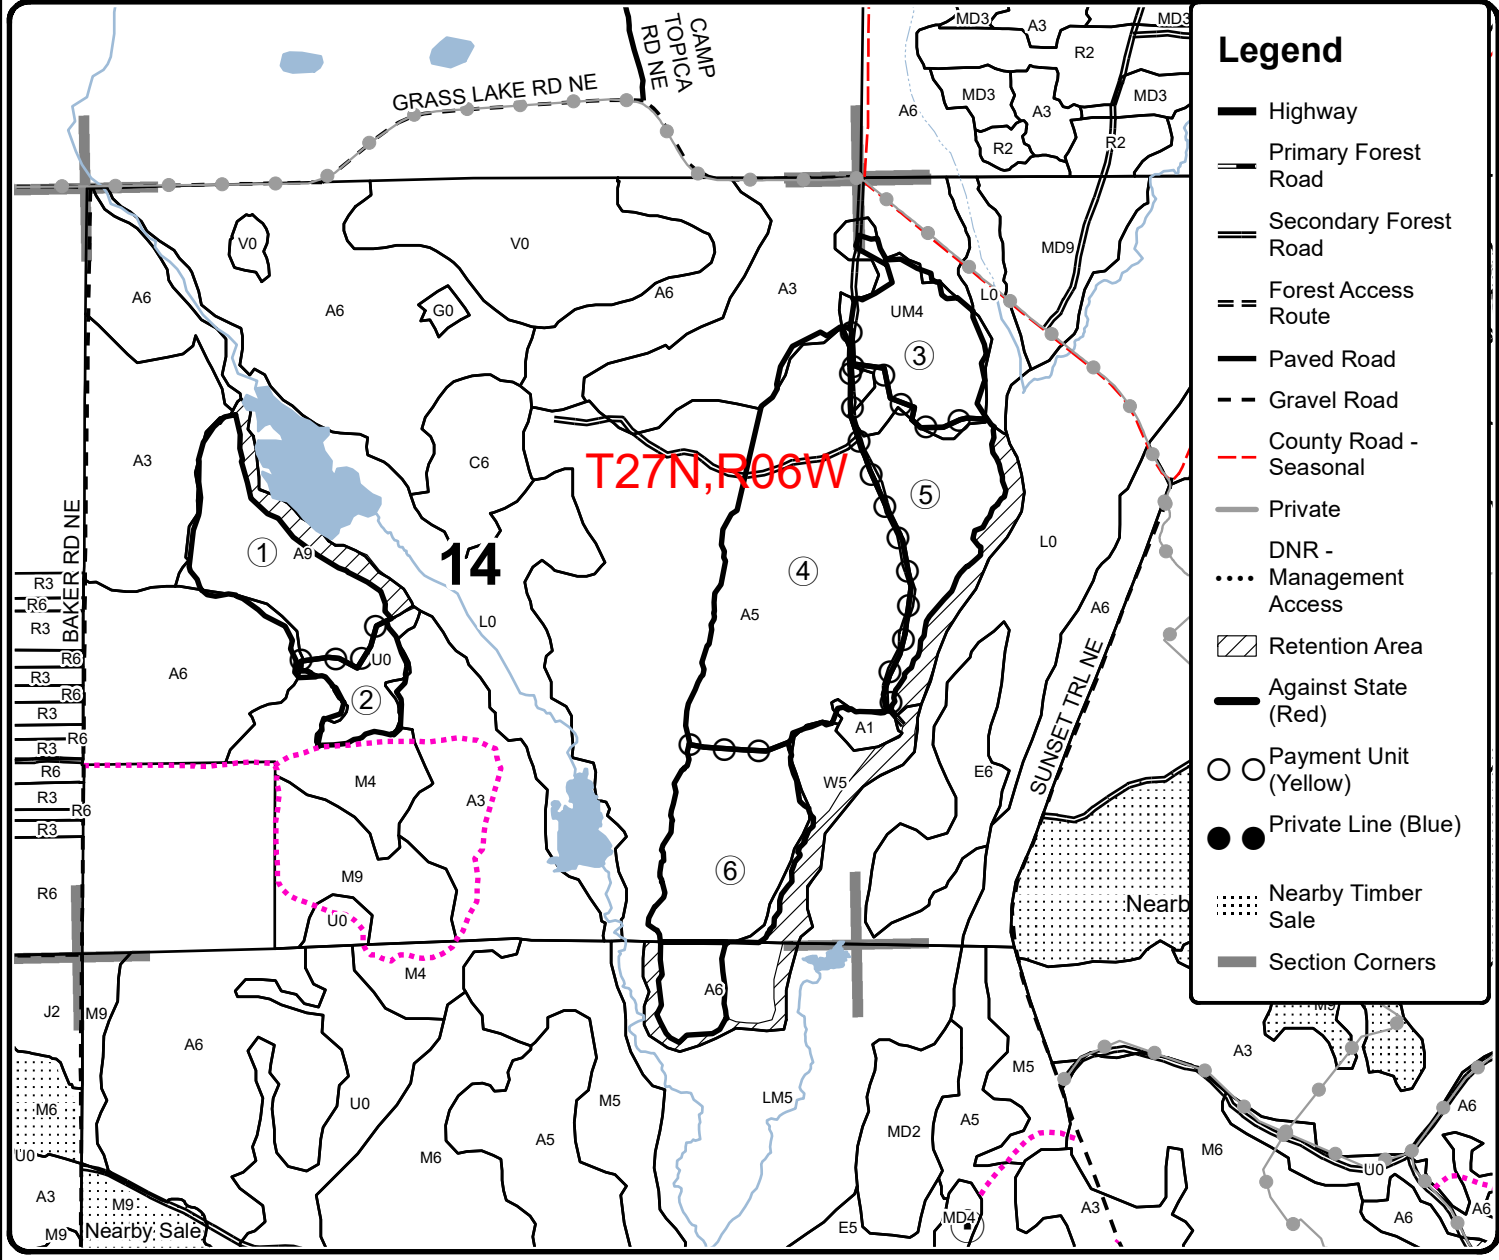 MD3
A3
MD3
R2
CAMP
TOPICA
RD NE
GRASS LAKE RD NE
MD3
A3
MD3
A6
R2
R2
V0
V0
MD9
A6
A6
G0
A6
A3
L0
UM4
3
A3
C6
T27N,R06W
5
1
A9
14
4
L0
BAKER RD NE
R3
R6
R3
A5
A6
L0
R6
U0
A6
R3
R6
2
R3
A1
R6
R3
SUNSET TRL NE
R6
M4
W5
E6
A3
R3
R6
R3
M9
6
R6
U0
Nearb
M4
A6
J2
M9
M9
A6
A3
M5
U0
M5
LM5
A6
M6
A5
MD2
A5
M6
M6
U0
U0
A3
M9
MD4
A3
A6
A6
Nearby Sale
M9
E5
Legend
Highway
Primary Forest
Road
Secondary Forest
Road
Forest Access
Route
Paved Road
Gravel Road
County Road -
Seasonal
Private
DNR -
Management
Access
Retention Area
Against State
(Red)
Payment Unit
(Yellow)
Private Line (Blue)
Nearby Timber
Sale
Section Corners